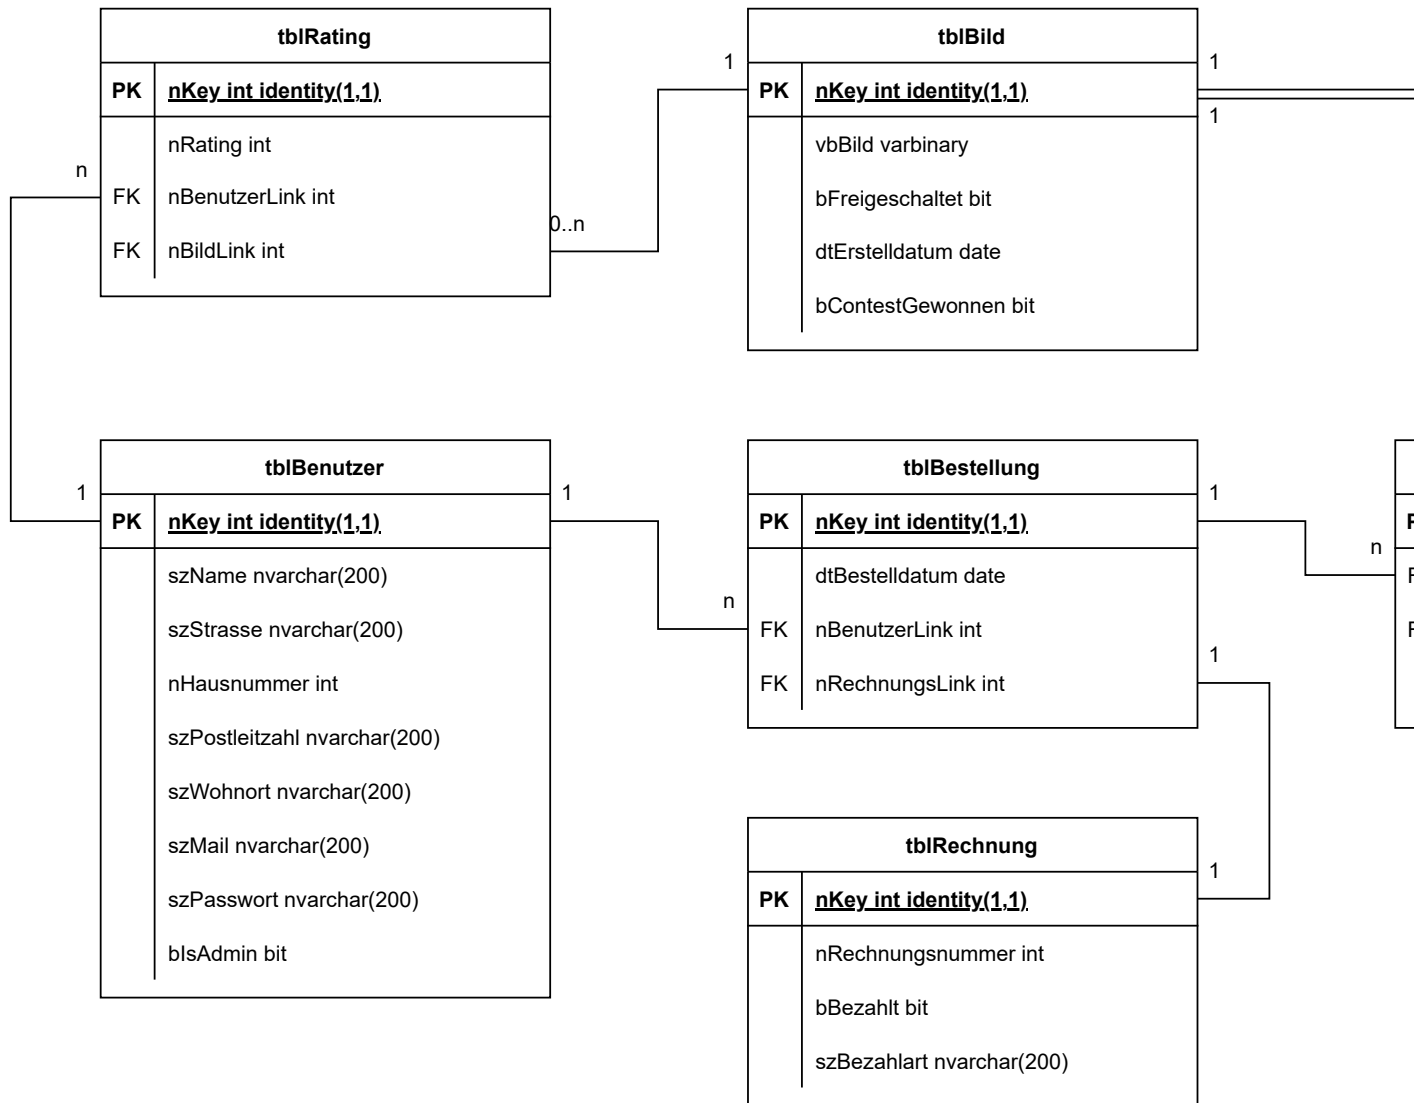 tblRating
PK nKey int identity(1,1)
nRating int
FK nBenutzerLink int
FK nBildLink int
n
1
0..n
1
tblBild
PK nKey int identity(1,1)
vbBild varbinary
bFreigeschaltet bit
dtErstelldatum date
bContestGewonnen bit
1
1
tblBenutzer
PK nKey int identity(1,1)
szName nvarchar(200)
szStrasse nvarchar(200)
nHausnummer int
szPostleitzahl nvarchar(200)
szWohnort nvarchar(200)
szMail nvarchar(200)
szPasswort nvarchar(200)
bIsAdmin bit
1
n
tblBestellung
PK nKey int identity(1,1)
dtBestelldatum date
FK nBenutzerLink int
FK nRechnungsLink int
1
n
1
tblRechnung
PK nKey int identity(1,1)
nRechnungsnummer int
bBezahlt bit
szBezahlart nvarchar(200)
1